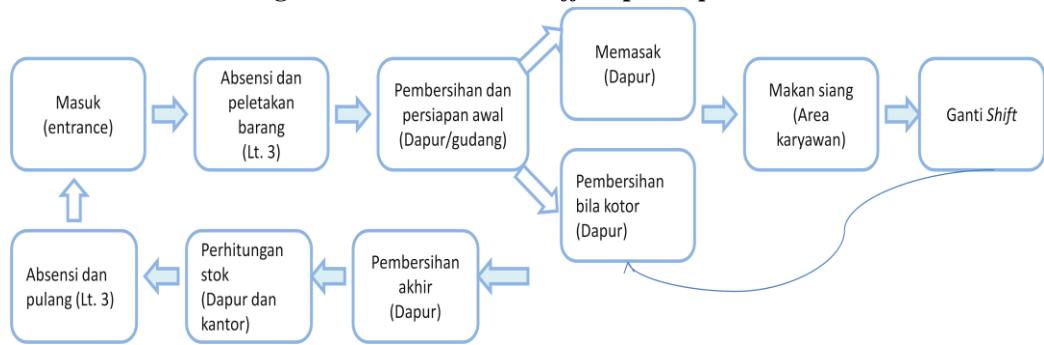 Masuk
(entrance)
Absensi dan
peletakan
barang
(Lt. 3)
Pembersihan dan
persiapan awal
(Dapur/gudang)
Memasak
(Dapur)
Makan siang
(Area
karyawan)
Ganti Shift
Pembersihan
bila kotor
(Dapur)
Pembersihan
akhir
(Dapur)
Perhitungan
stok
(Dapur dan
kantor)
Absensi dan
pulang (Lt. 3)